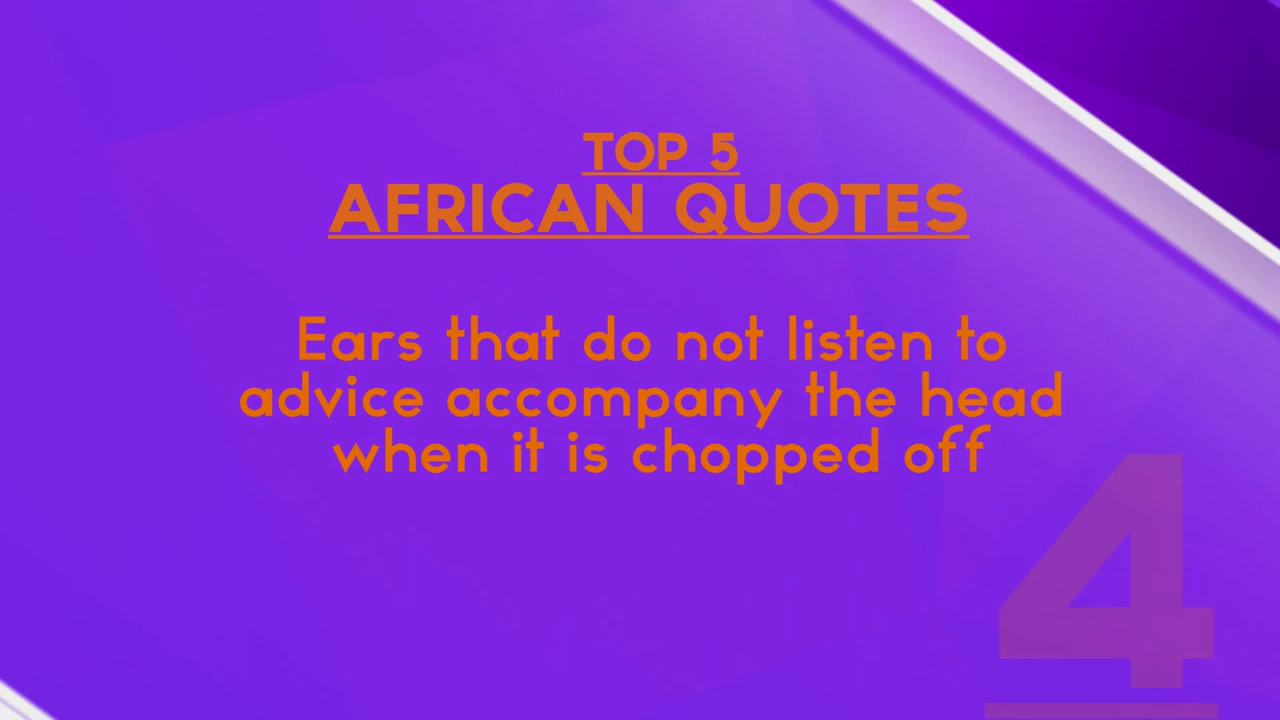 TOP 5
AFRICAN QUOTES
Ears that do not listen to
advice accompany the head
when it is chopped off
4